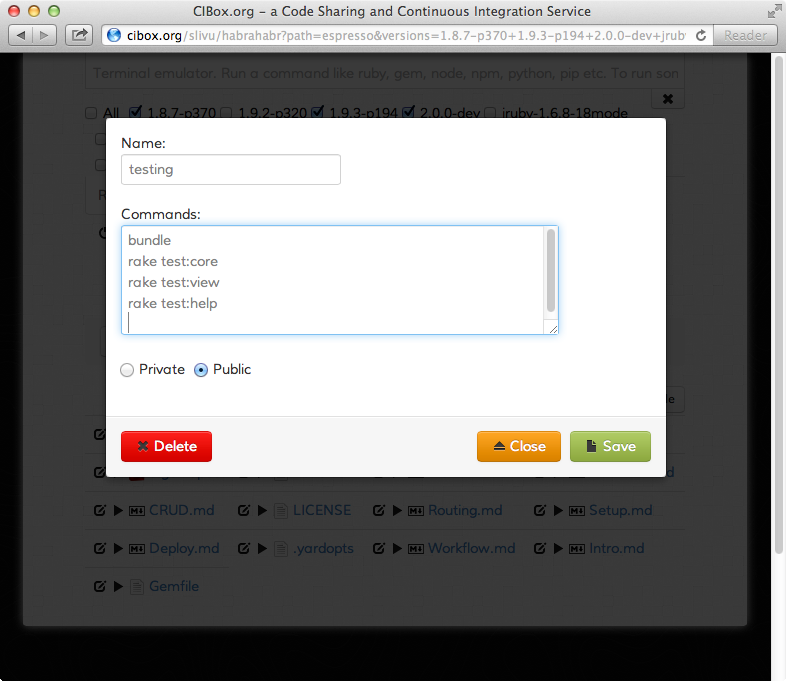 CIBox.org – a Code Sharing and Continuous Integration Service
cibox.org/slivu/habrahabr?path=espresso&versions=1.8.7-p370+1.9.3-p194+2.0.0-dev+jruby
Reader
Terminal emulator. Run a command like ruby, gem, node, npm, python, pip etc. To run som
All 1.8.7-p370 1.9.2-p320 1.9.3-p194 2.0.0-dev jruby-1.6.8-18mode
Name:
testing
Commands:
bundle
rake test:core
rake test:view
rake test:help
Private Public
Delete Close Save
CRUD.md LICENSE Routing.md Setup.md
Deploy.md .yardopts Workflow.md Intro.md
Gemfile